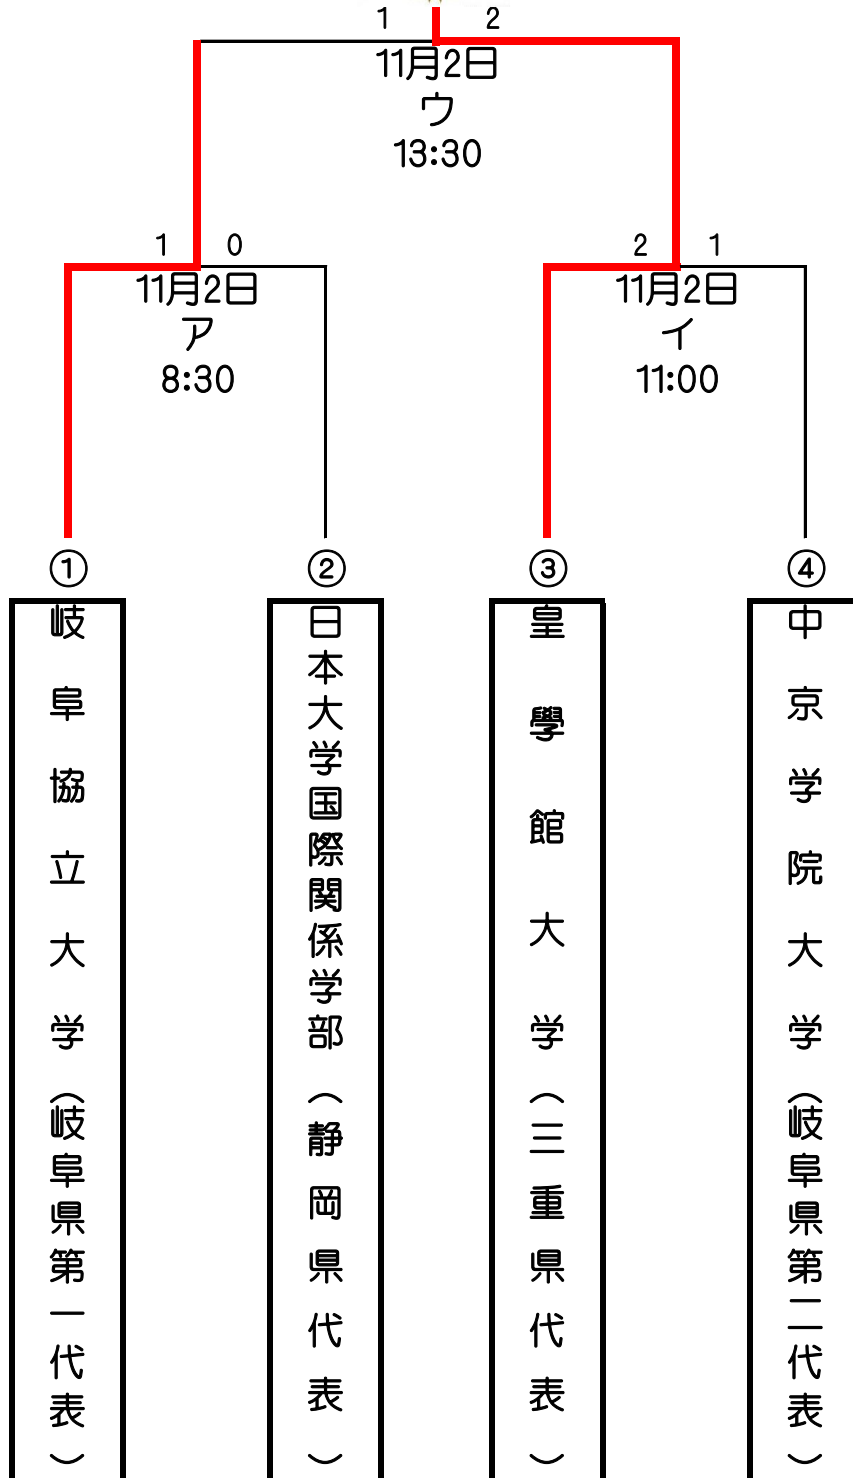 1 2
11月2日
ウ
13:30
1 0
11月2日
ア
8:30
2 1
11月2日
イ
11:00
①
岐阜協立大学(岐阜県第一代表)
②
日本大学国際関係学部(静岡県代表)
③
皇學館大学(三重県代表)
④
中京学院大学(岐阜県第二代表)